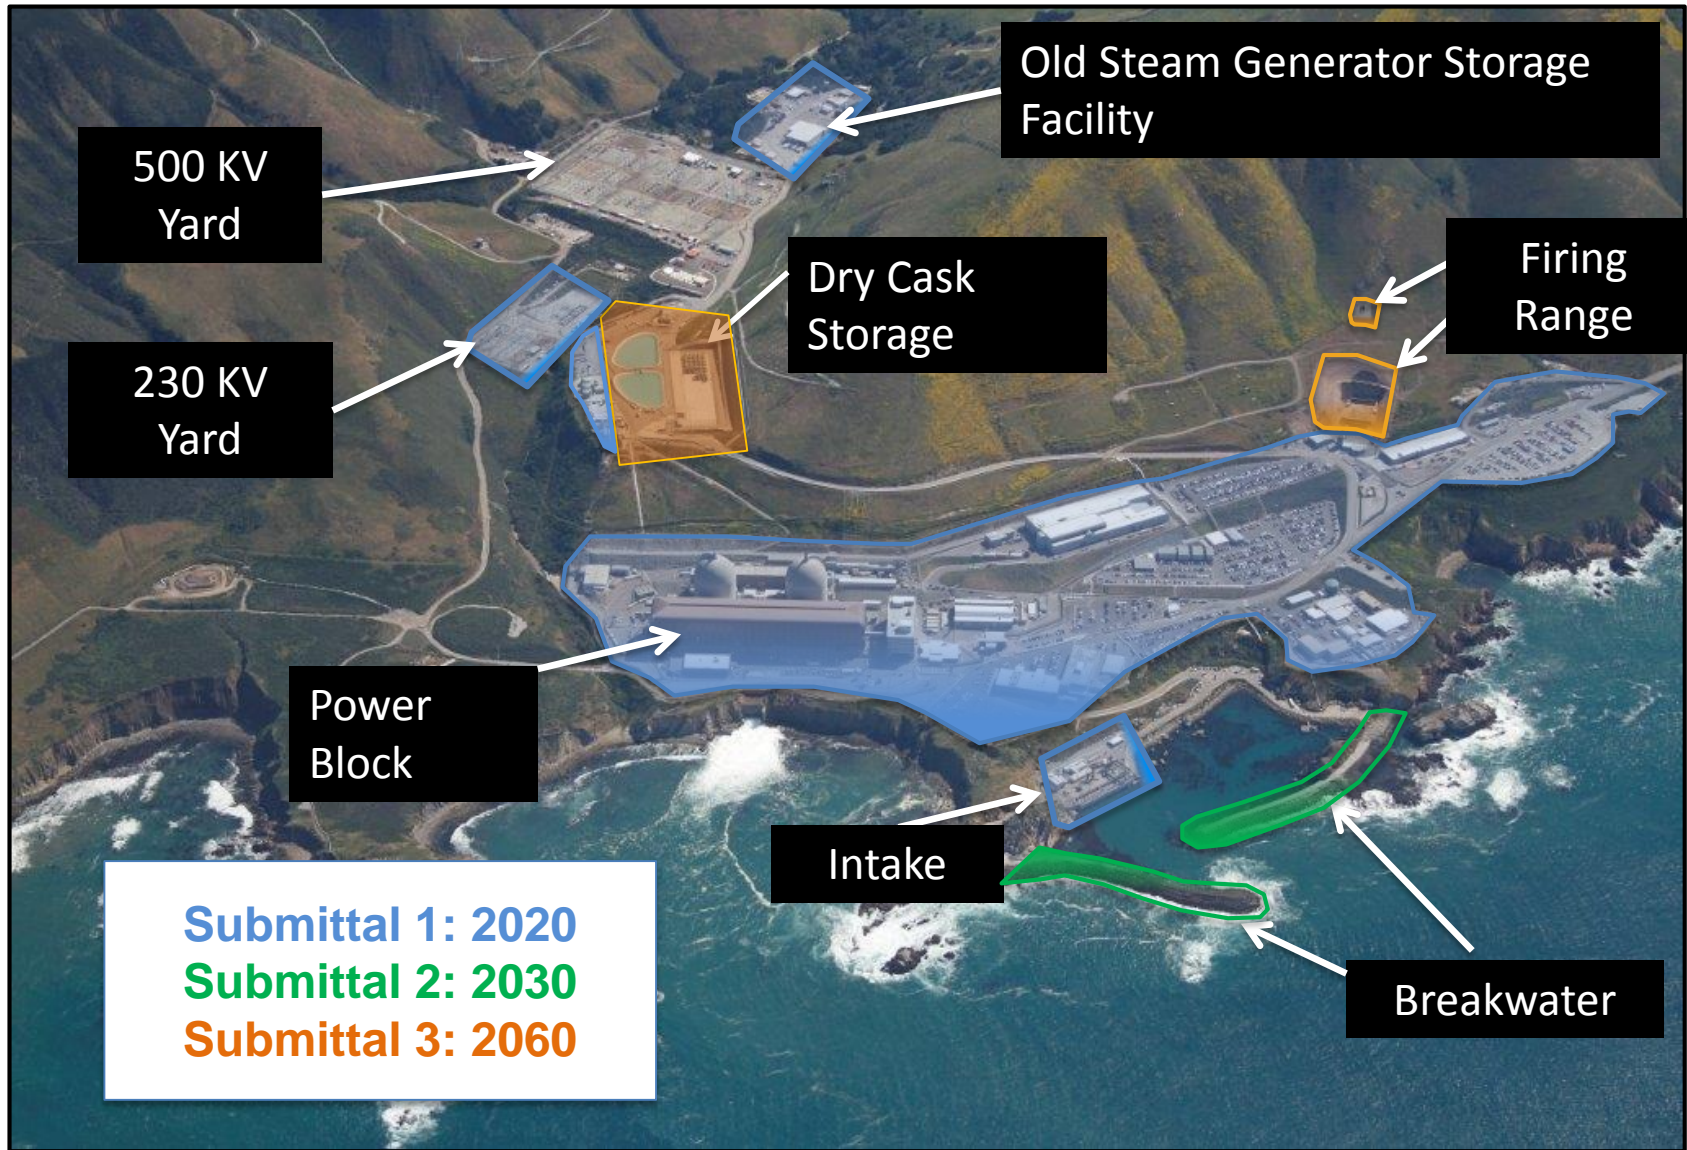 Old Steam Generator Storage
Facility
500 KV
Yard
Dry Cask
Storage
Firing
Range
230 KV
Yard
Power
Block
Intake
Breakwater
Submittal 1: 2020
Submittal 2: 2030
Submittal 3: 2060